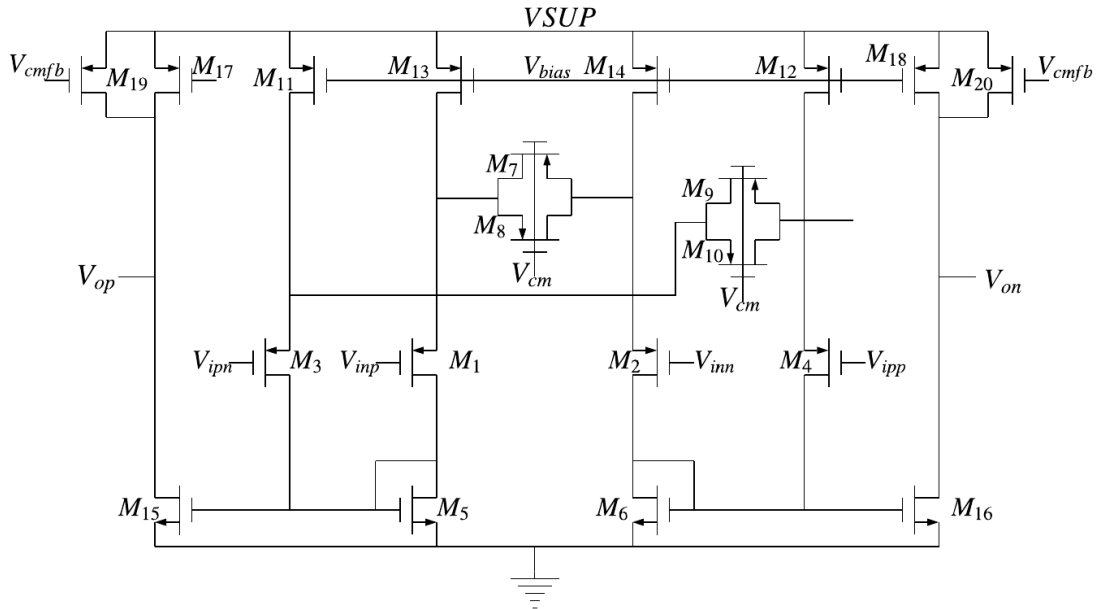 VSUP
V_cmfb M_19 M_17 M_11 M_13 V_bias M_14 M_12 M_18 M_20 V_cmfb
M_7
M_9
M_8
M_10
V_cm
V_cm
V_op
V_on
V_ipn M_3 V_inp M_1 M_2 V_inn M_4 V_ipp
M_15 M_5 M_6 M_16